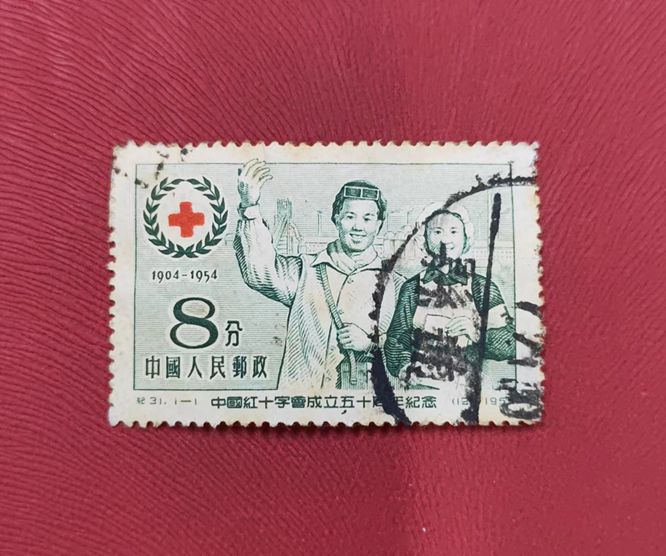 1904-1954
8分
中國人民郵政
紀31.1-1 中國紅十字會成立五十周年紀念